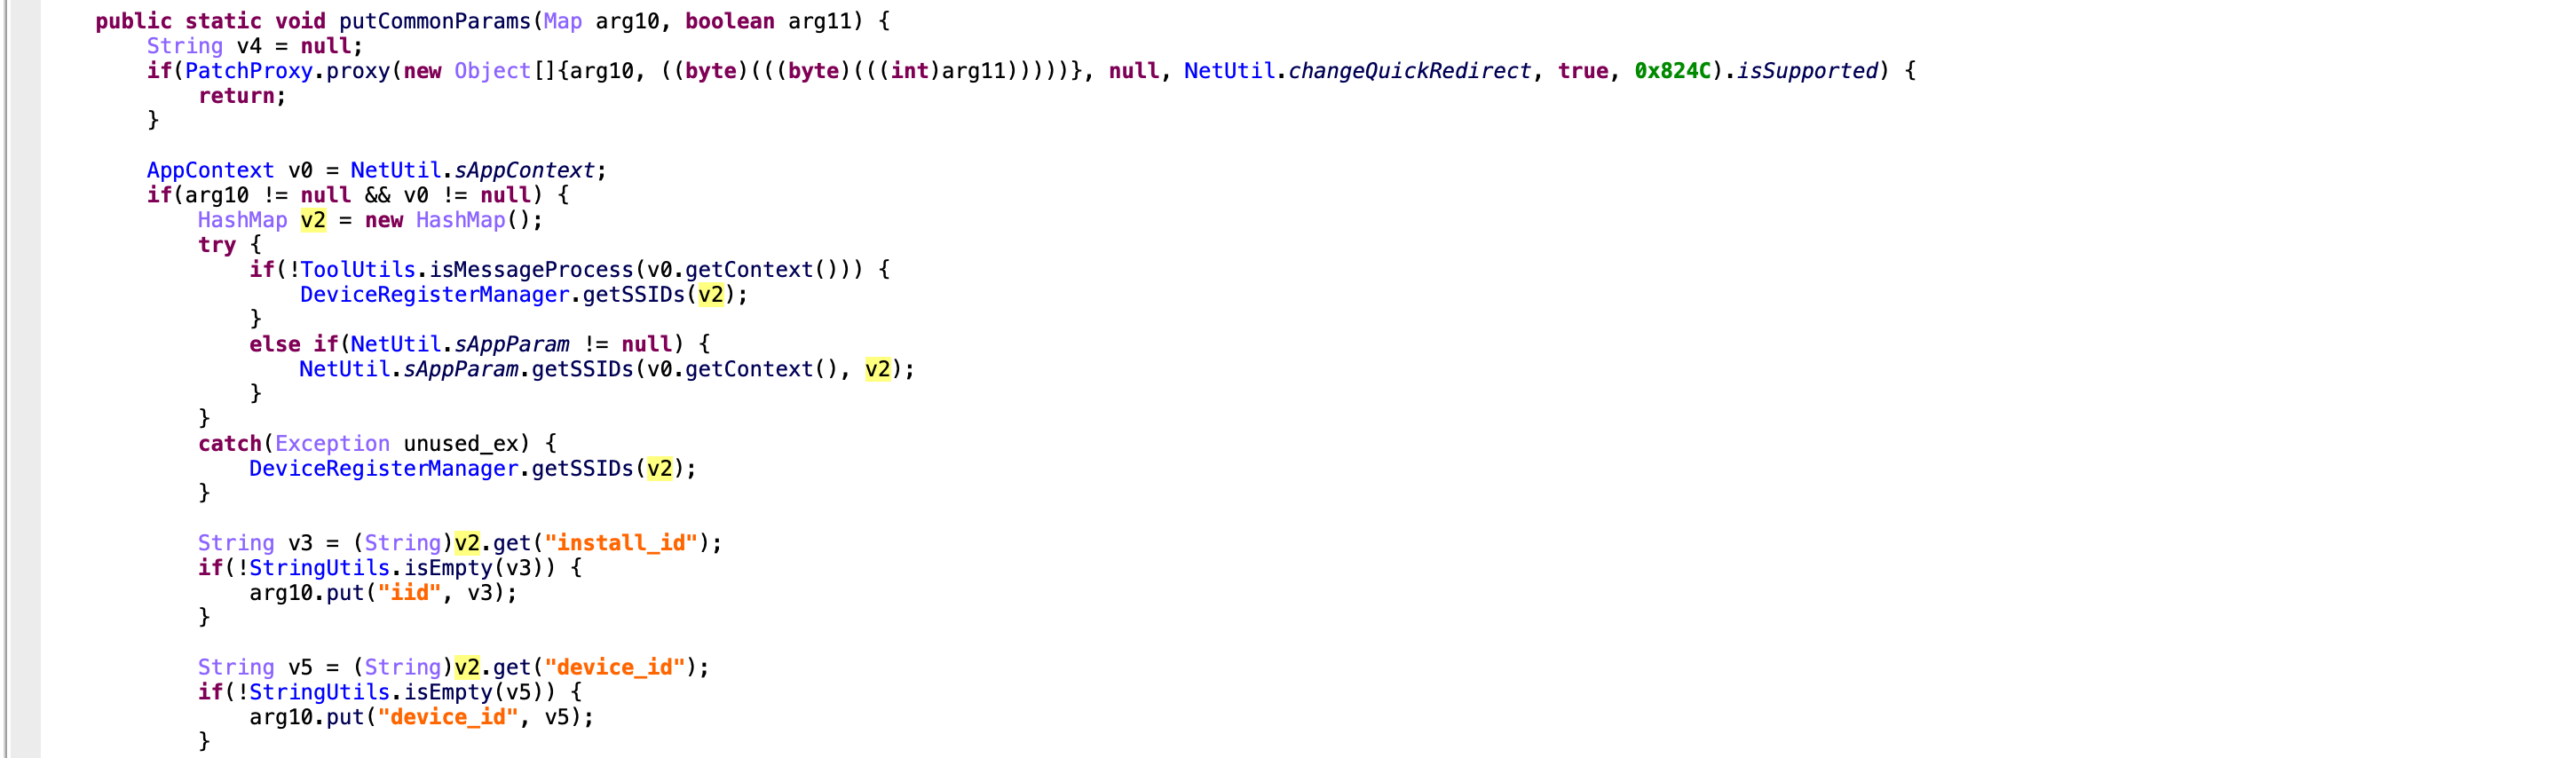 public static void putCommonParams(Map arg10, boolean arg11) {
String v4 = null;
if(PatchProxy.proxy(new Object[]{arg10, ((byte)(((byte)(((int)arg11)))))}, null, NetUtil.changeQuickRedirect, true, 0x824C).isSupported) {
return;
}
AppContext v0 = NetUtil.sAppContext;
if(arg10 != null && v0 != null) {
HashMap v2 = new HashMap();
try {
if(!ToolUtils.isMessageProcess(v0.getContext())) {
DeviceRegisterManager.getSSIDs(v2);
}
else if(NetUtil.sAppParam != null) {
NetUtil.sAppParam.getSSIDs(v0.getContext(), v2);
}
}
catch(Exception unused_ex) {
DeviceRegisterManager.getSSIDs(v2);
}
String v3 = (String)v2.get("install_id");
if(!StringUtils.isEmpty(v3)) {
arg10.put("iid", v3);
}
String v5 = (String)v2.get("device_id");
if(!StringUtils.isEmpty(v5)) {
arg10.put("device_id", v5);
}